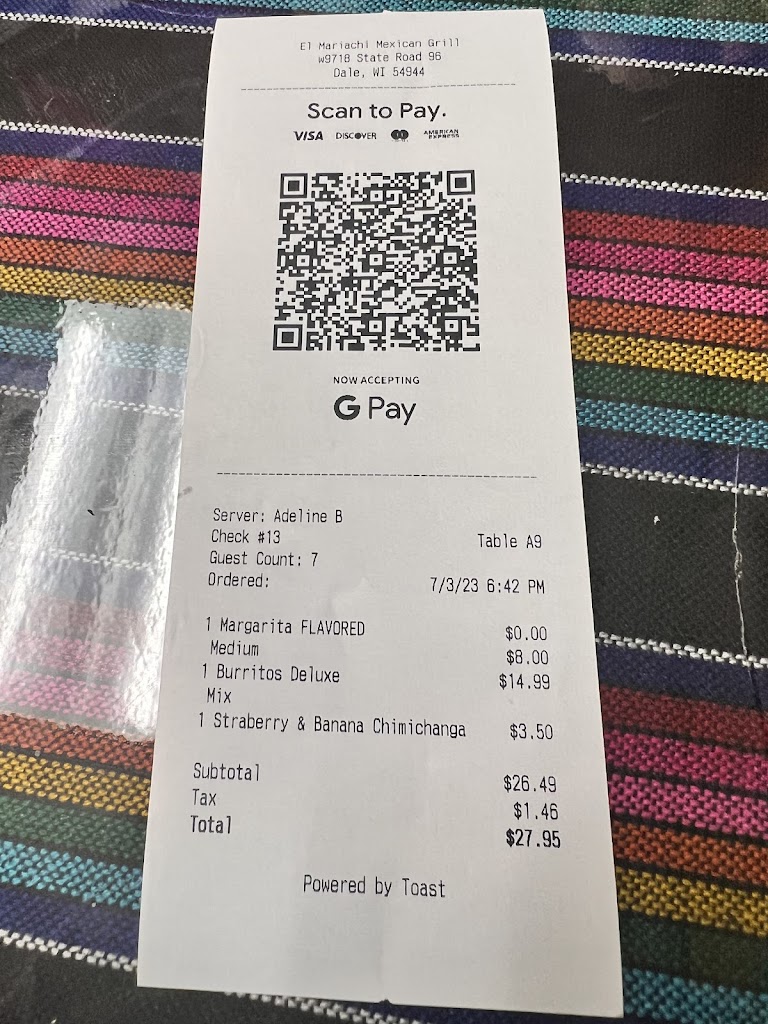 El Mariachi Mexican Grill
W9718 State Road 96
Dale, WI 54944
Scan to Pay.
VISA DISCOVER AMERICAN EXPRESS
NOW ACCEPTING
G Pay
Server: Adeline B
Check #13 Table A9
Guest Count: 7
Ordered: 7/3/23 6:42 PM
1 Margarita FLAVORED $0.00
Medium $8.00
1 Burritos Deluxe $14.99
Mix
1 Straberry & Banana Chimichanga $3.50
Subtotal $26.49
Tax $1.46
Total $27.95
Powered by Toast